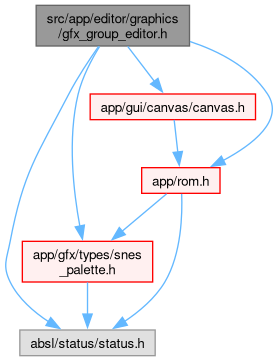 src/app/editor/graphics
/gfx_group_editor.h
app/gui/canvas/canvas.h
app/rom.h
app/gfx/types/snes
_palette.h
absl/status/status.h